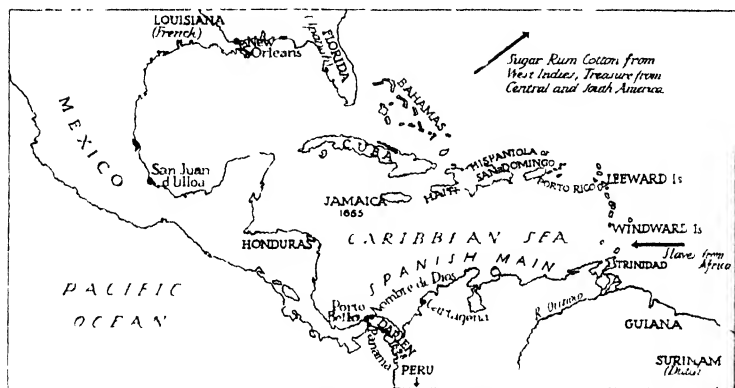 LOUISIANA
(French)
New
Orleans
FLORIDA
(Spanish)
Sugar Rum Cotton from
West Indies, Treasure from
Central and South America
BAHAMAS
MEXICO
CUBA
San Juan
d'Ulloa
HISPANIOLA or
SAN DOMINGO
HAITI
PORTO RICO
LEEWARD Is
JAMAICA
1655
WINDWARD Is
HONDURAS
CARIBBEAN SEA
Slave from
Africa
TRINIDAD
SPANISH MAIN
PACIFIC
OCEAN
Nombre de Dios
Porto
Bello
Cartagena
DARIEN
Panama
R. Orinoco
GUIANA
PERU
SURINAM
(Dutch)